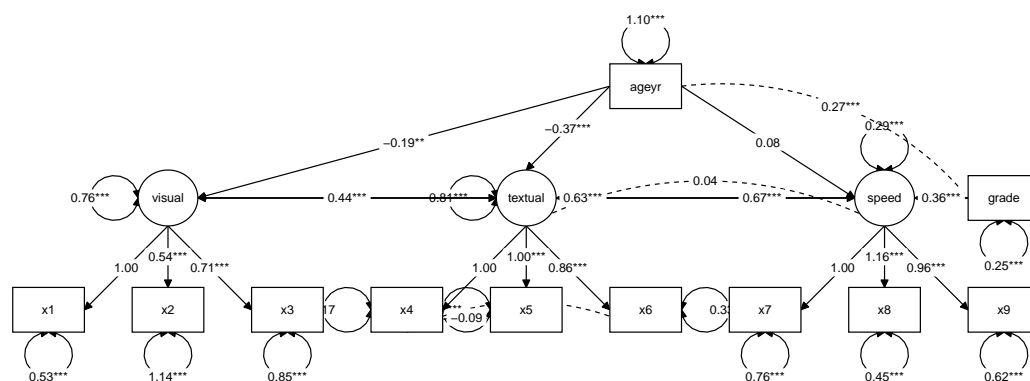 1.10***
ageyr
0.27***
0.29***
−0.19**
−0.37***
0.08
0.76***
visual
0.44***
0.81***
textual
0.63***
0.04
0.67***
speed
0.36***
grade
1.00
0.54***
0.71***
1.00
1.00***
0.86***
1.00
1.16***
0.96***
0.25***
x1
x2
x3
x4
−0.09
x5
x6
x7
x8
x9
0.53***
1.14***
0.85***
0.76***
0.45***
0.62***